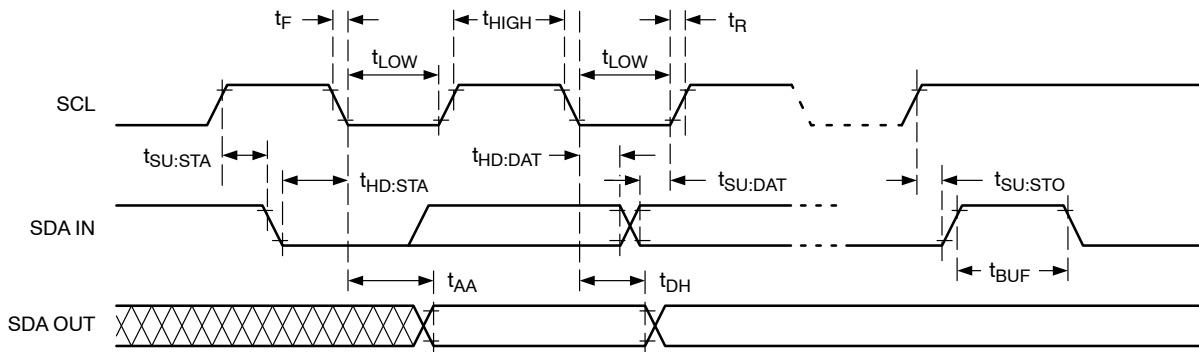 tF
tHIGH
tR
tLOW
tLOW
SCL
tSU:STA
tHD:STA
tHD:DAT
tSU:DAT
tSU:STO
SDA IN
tAA
tDH
tBUF
SDA OUT